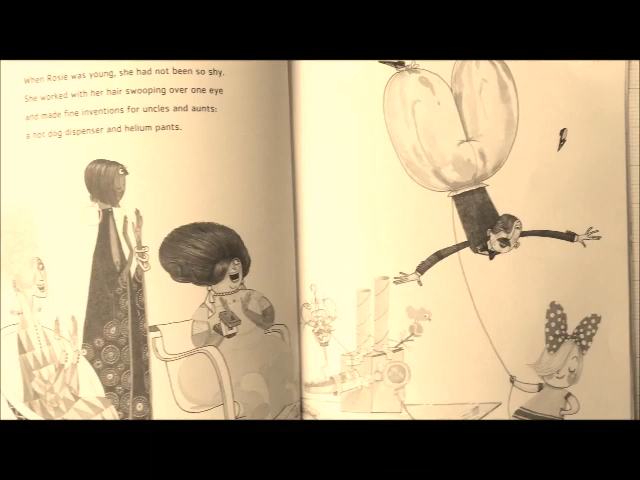 When Rosie was young, she had not been so shy.
She worked with her hair swooping over one eye
and made fine inventions for uncles and aunts:
a hot dog dispenser and helium pants.